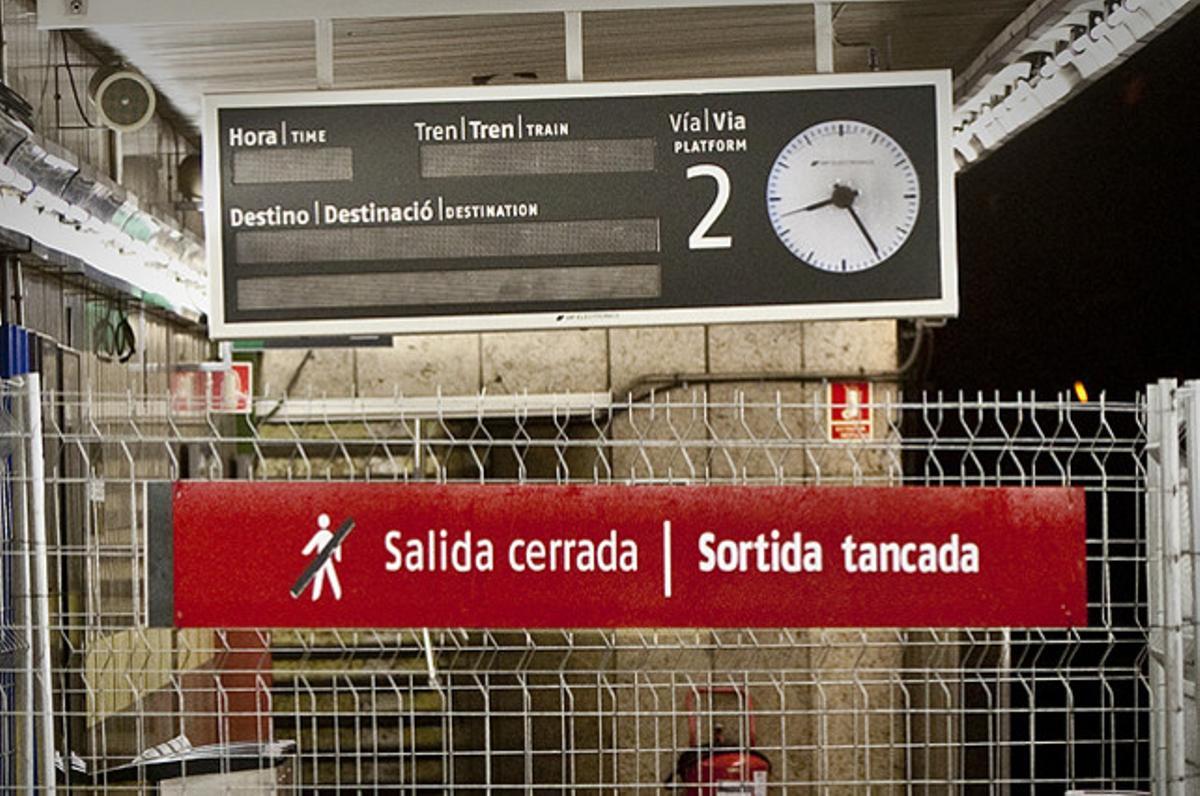 Hora | TIME
Tren | Tren | TRAIN
Vía | Via
PLATFORM
2
Destino | Destinació | DESTINATION
Salida cerrada | Sortida tancada